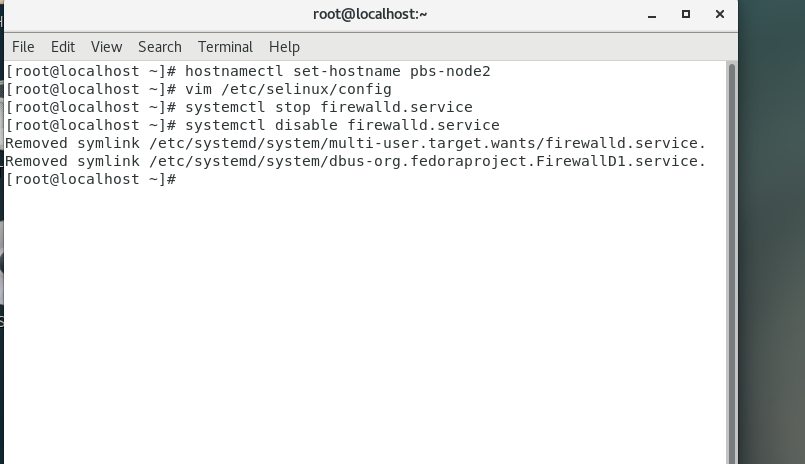 root@localhost:~
File Edit View Search Terminal Help
[root@localhost ~]# hostnamectl set-hostname pbs-node2
[root@localhost ~]# vim /etc/selinux/config
[root@localhost ~]# systemctl stop firewalld.service
[root@localhost ~]# systemctl disable firewalld.service
Removed symlink /etc/systemd/system/multi-user.target.wants/firewalld.service.
Removed symlink /etc/systemd/system/dbus-org.fedoraproject.FirewallD1.service.
[root@localhost ~]#